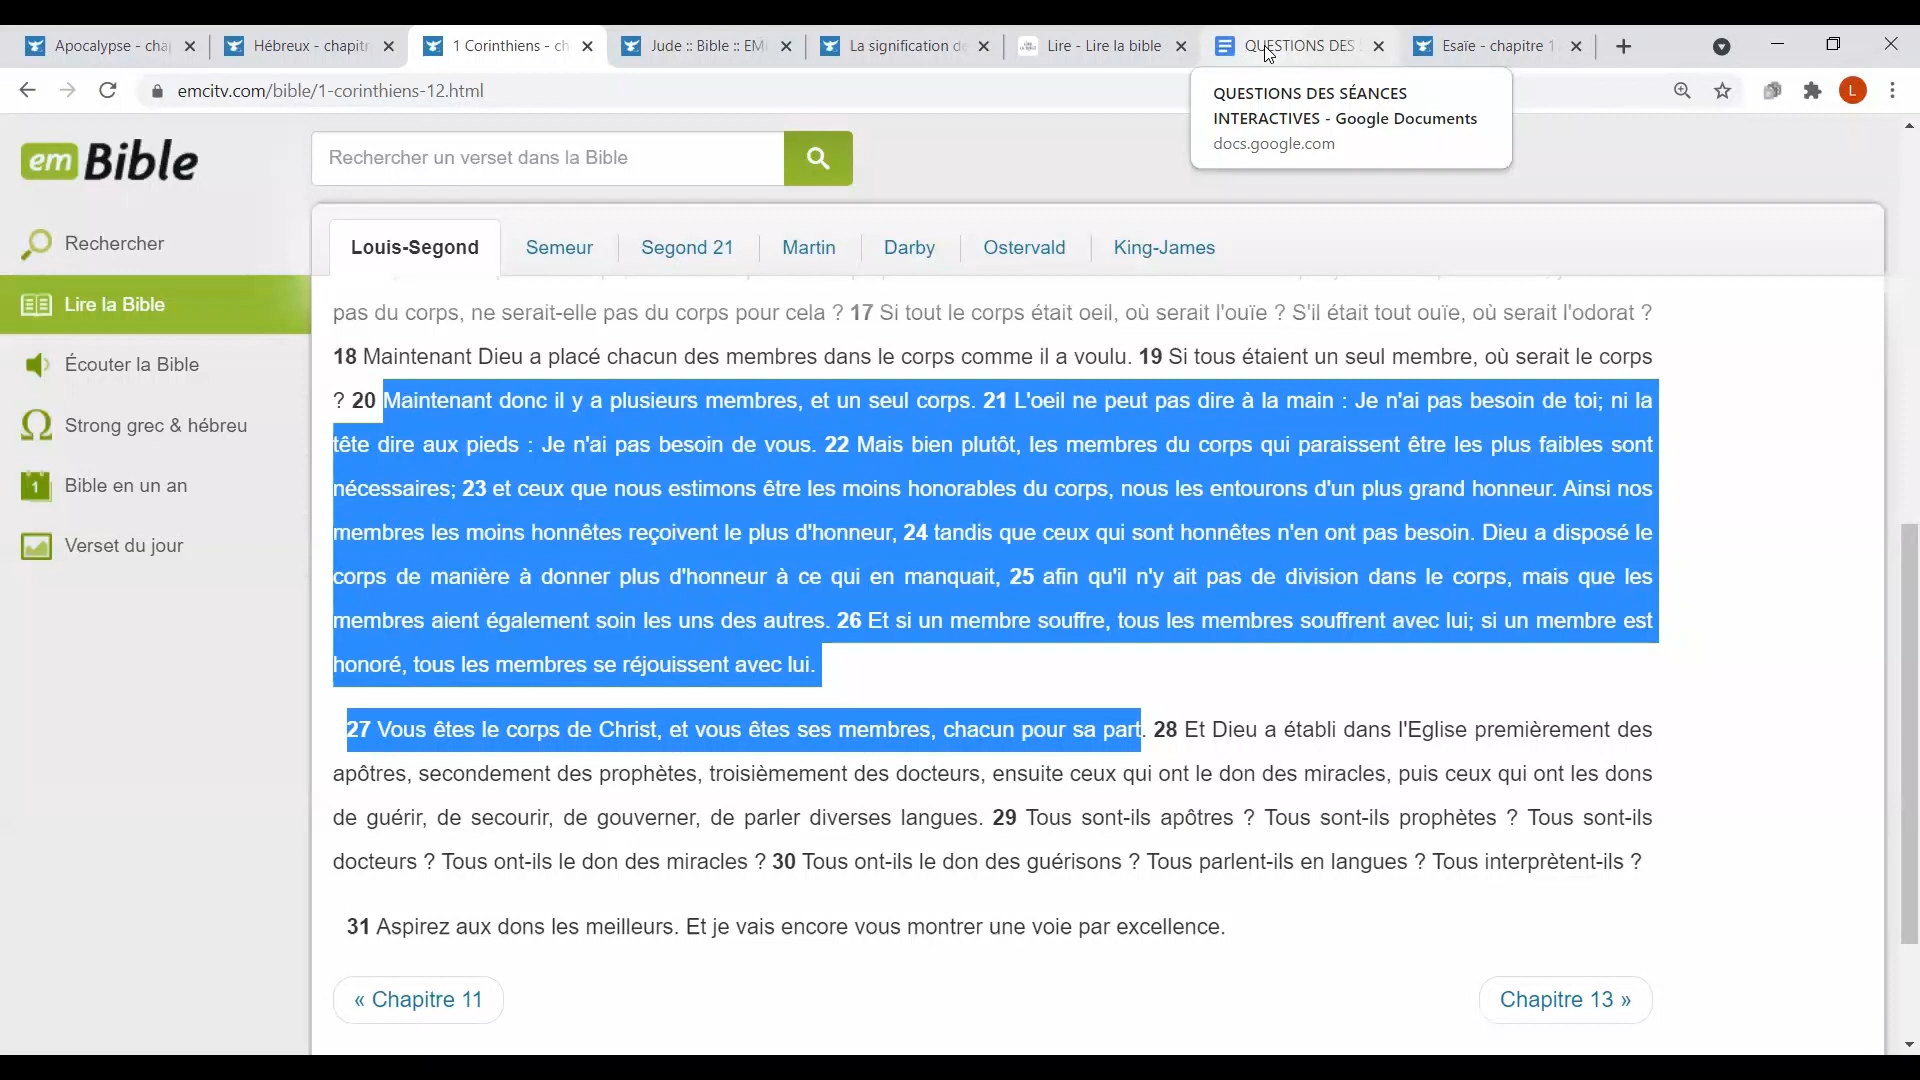 Apocalypse - cha
Hébreux - chapit
1 Corinthiens - ch
Jude :: Bible :: EM
La signification d
Lire - Lire la bible
QUESTIONS DES
Esaïe - chapitre 1
emcitv.com/bible/1-corinthiens-12.html
L
QUESTIONS DES SÉANCES
INTERACTIVES - Google Documents
docs.google.com
em Bible
Rechercher un verset dans la Bible
Rechercher
Lire la Bible
Écouter la Bible
Strong grec & hébreu
1
Bible en un an
Verset du jour
Louis-Segond
Semeur
Segond 21
Martin
Darby
Ostervald
King-James
pas du corps, ne serait-elle pas du corps pour cela ? 17 Si tout le corps était oeil, où serait l'ouïe ? S'il était tout ouïe, où serait l'odorat ?
18 Maintenant Dieu a placé chacun des membres dans le corps comme il a voulu. 19 Si tous étaient un seul membre, où serait le corps
? 20 Maintenant donc il y a plusieurs membres, et un seul corps. 21 L'oeil ne peut pas dire à la main : Je n'ai pas besoin de toi; ni la
tête dire aux pieds : Je n'ai pas besoin de vous. 22 Mais bien plutôt, les membres du corps qui paraissent être les plus faibles sont
nécessaires; 23 et ceux que nous estimons être les moins honorables du corps, nous les entourons d'un plus grand honneur. Ainsi nos
membres les moins honnêtes reçoivent le plus d'honneur, 24 tandis que ceux qui sont honnêtes n'en ont pas besoin. Dieu a disposé le
corps de manière à donner plus d'honneur à ce qui en manquait, 25 afin qu'il n'y ait pas de division dans le corps, mais que les
membres aient également soin les uns des autres. 26 Et si un membre souffre, tous les membres souffrent avec lui; si un membre est
honoré, tous les membres se réjouissent avec lui.
27 Vous êtes le corps de Christ, et vous êtes ses membres, chacun pour sa part. 28 Et Dieu a établi dans l'Eglise premièrement des
apôtres, secondement des prophètes, troisièmement des docteurs, ensuite ceux qui ont le don des miracles, puis ceux qui ont les dons
de guérir, de secourir, de gouverner, de parler diverses langues. 29 Tous sont-ils apôtres ? Tous sont-ils prophètes ? Tous sont-ils
docteurs ? Tous ont-ils le don des miracles ? 30 Tous ont-ils le don des guérisons ? Tous parlent-ils en langues ? Tous interprètent-ils ?
31 Aspirez aux dons les meilleurs. Et je vais encore vous montrer une voie par excellence.
« Chapitre 11
Chapitre 13 »